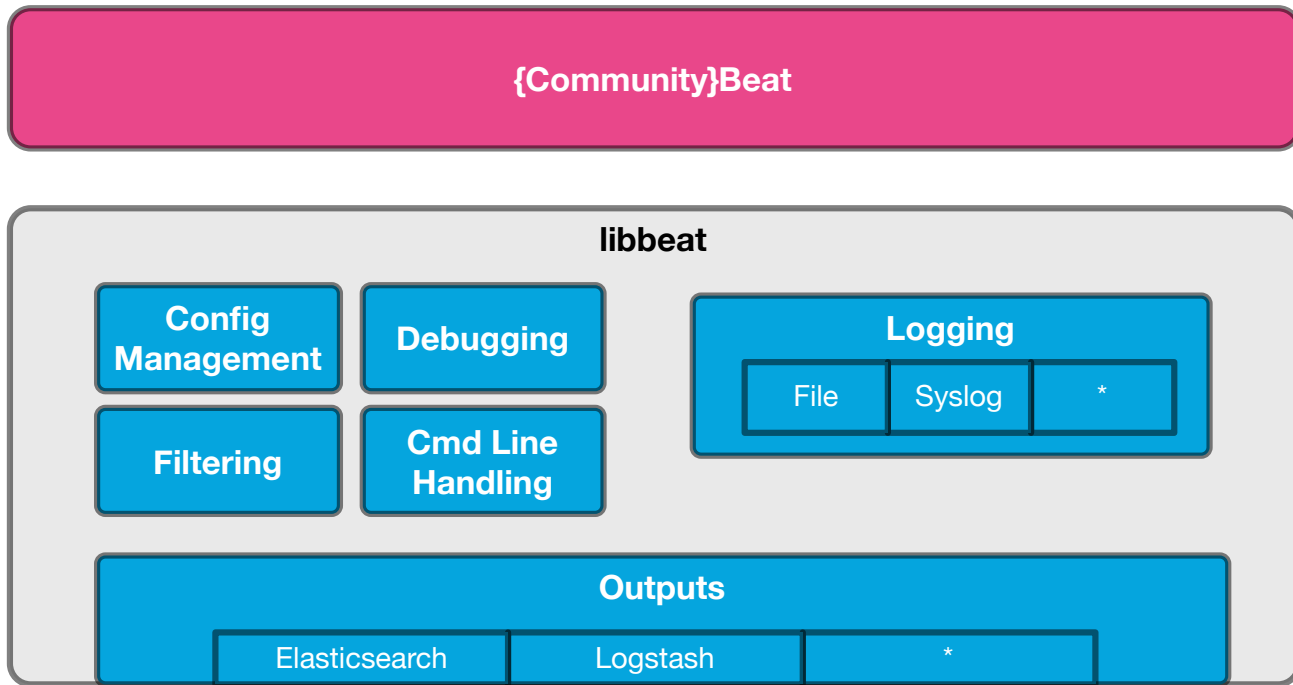 {Community}Beat
libbeat
Config
Management
Debugging
Filtering
Cmd Line
Handling
Logging
File Syslog *
Outputs
Elasticsearch Logstash *